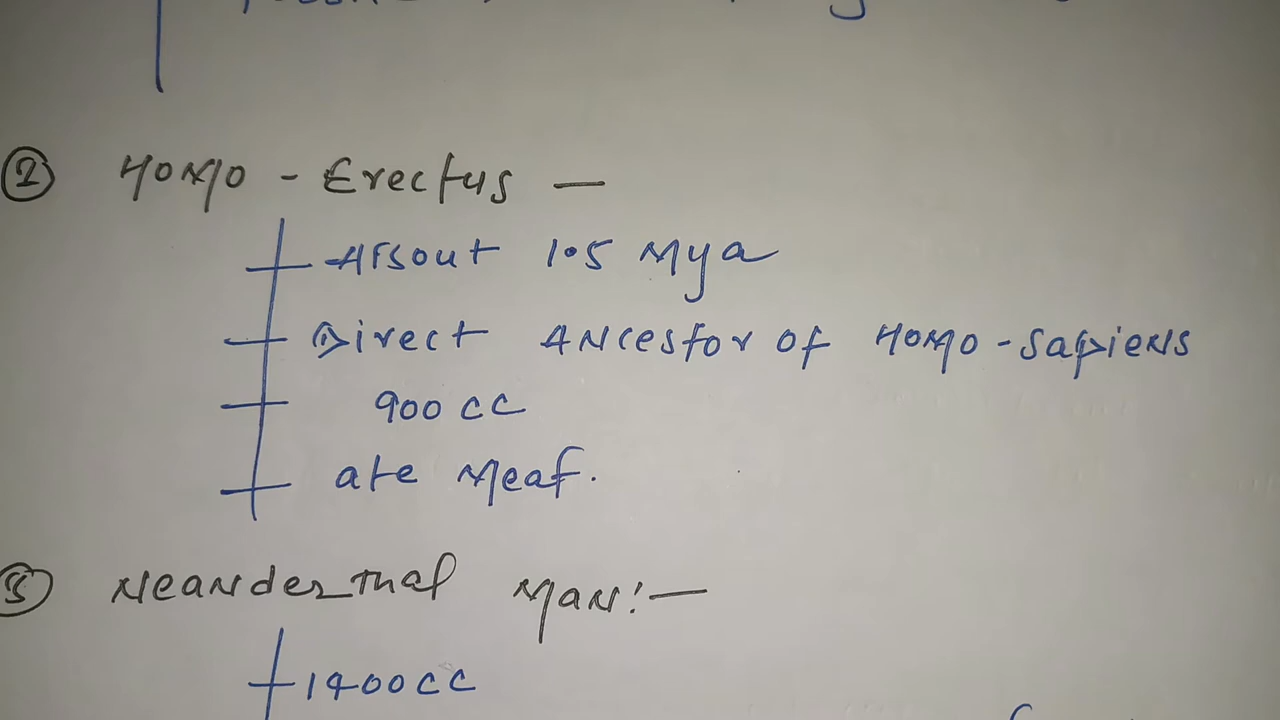 ② Homo - Erectus —
About 1.5 Mya
Direct Ancestor of Homo-Sapiens
900 cc
ate Meat.
③ Neanderthal Man:—
1400 cc